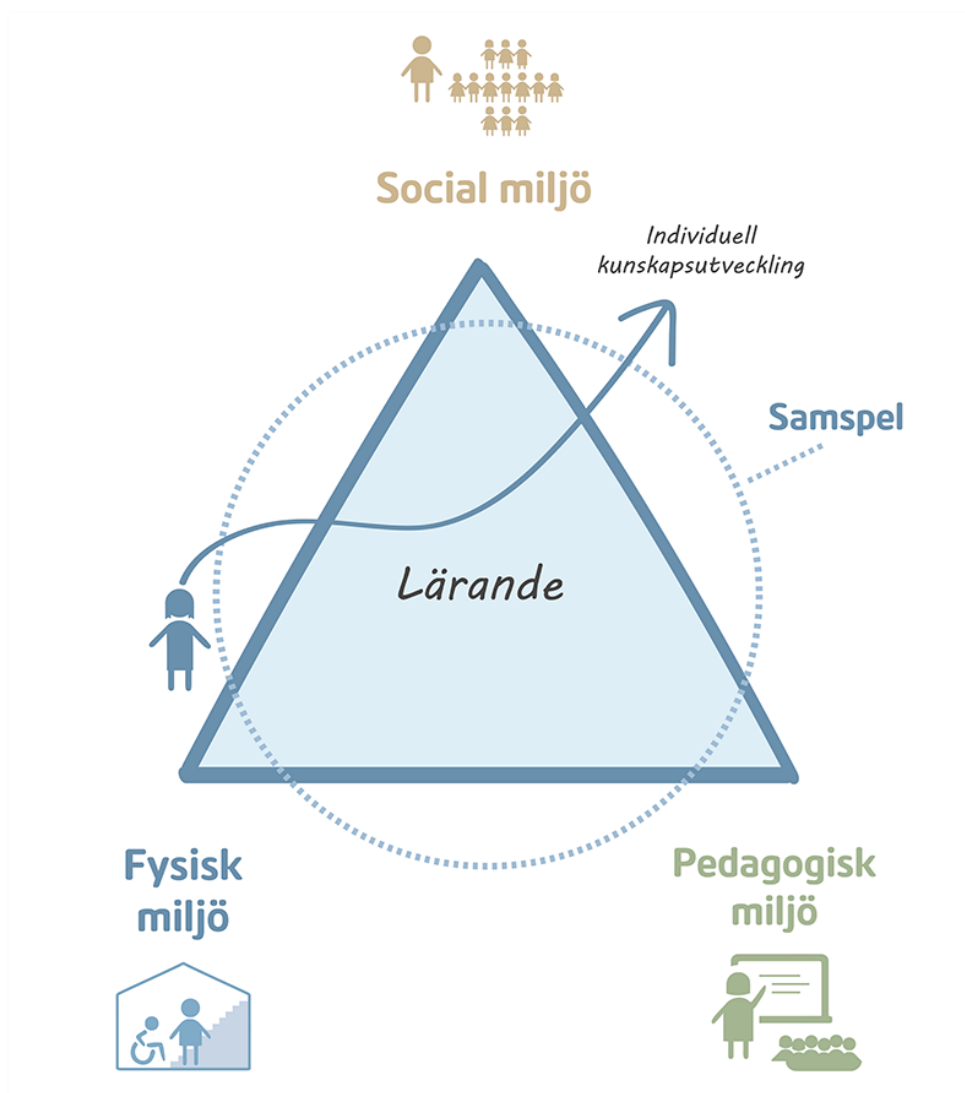 Social miljö
Individuell
kunskapsutveckling
Samspel
Lärande
Fysisk
miljö
Pedagogisk
miljö